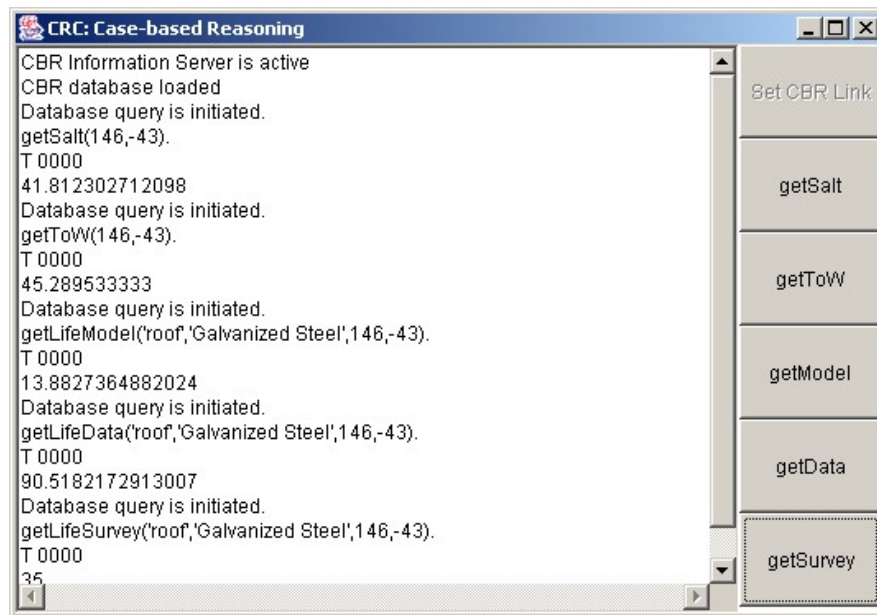 CRC: Case-based Reasoning
CBR Information Server is active
CBR database loaded
Database query is initiated.
getSalt(146,-43).
T 0000
41.812302712098
Database query is initiated.
getToW(146,-43).
T 0000
45.289533333
Database query is initiated.
getLifeModel('roof','Galvanized Steel',146,-43).
T 0000
13.8827364882024
Database query is initiated.
getLifeData('roof','Galvanized Steel',146,-43).
T 0000
90.5182172913007
Database query is initiated.
getLifeSurvey('roof','Galvanized Steel',146,-43).
T 0000
35
Set CBR Link
getSalt
getToW
getModel
getData
getSurvey